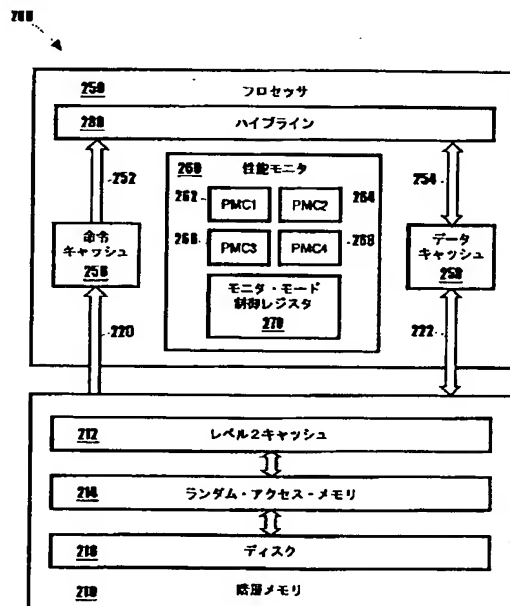 200
250 プロセッサ
280 パイプライン
252
260 性能モニタ
254
262 PMC1 PMC2 264
266 PMC3 PMC4 268
命令
キャッシュ
256
データ
キャッシュ
258
モニタ・モード
制御レジスタ
270
220
222
212 レベル2キャッシュ
214 ランダム・アクセス・メモリ
216 ディスク
210 階層メモリ